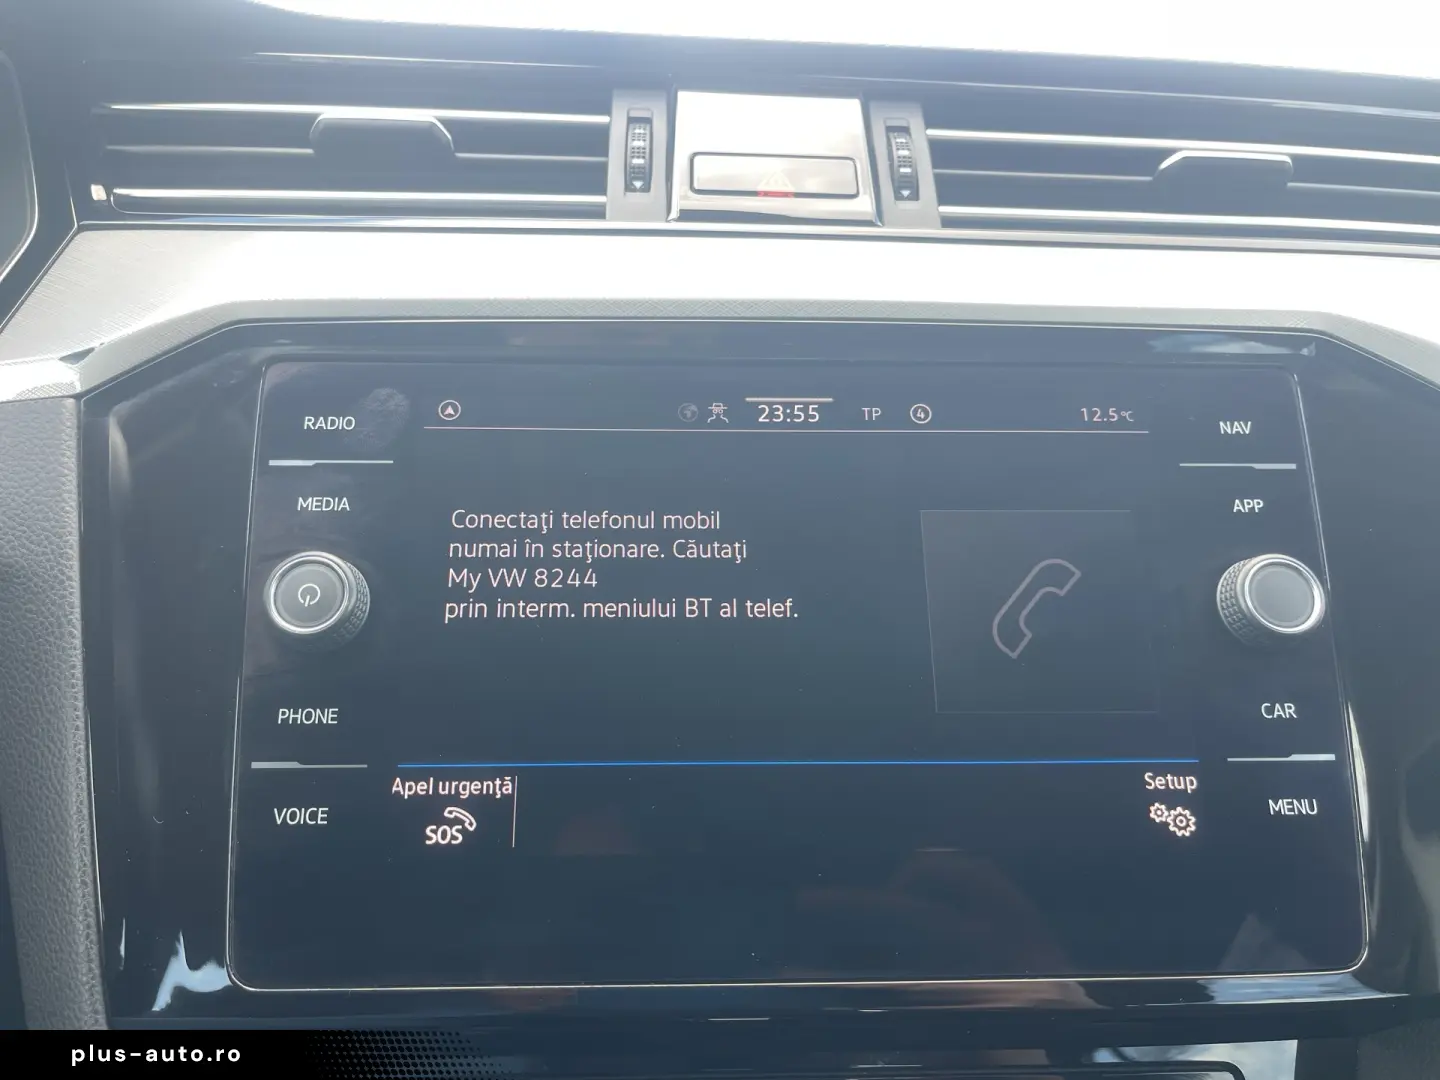 RADIO
MEDIA
PHONE
VOICE
23:55
TP
4
12.5°C
Conectaţi telefonul mobil
numai în staţionare. Căutaţi
My VW 8244
prin interm. meniului BT al telef.
Apel urgenţă
SOS
Setup
NAV
APP
CAR
MENU
plus-auto.ro